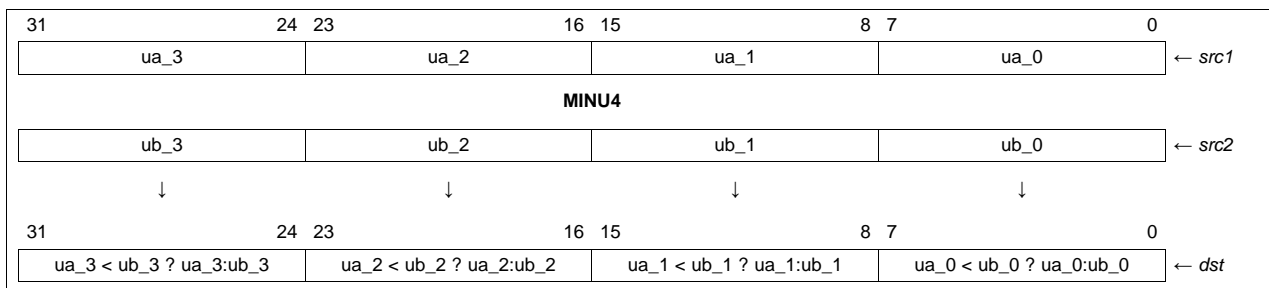 31 24 23 16 15 8 7 0
ua_3 ua_2 ua_1 ua_0 ← src1
MINU4
ub_3 ub_2 ub_1 ub_0 ← src2
↓ ↓ ↓ ↓
31 24 23 16 15 8 7 0
ua_3 < ub_3 ? ua_3:ub_3 ua_2 < ub_2 ? ua_2:ub_2 ua_1 < ub_1 ? ua_1:ub_1 ua_0 < ub_0 ? ua_0:ub_0 ← dst